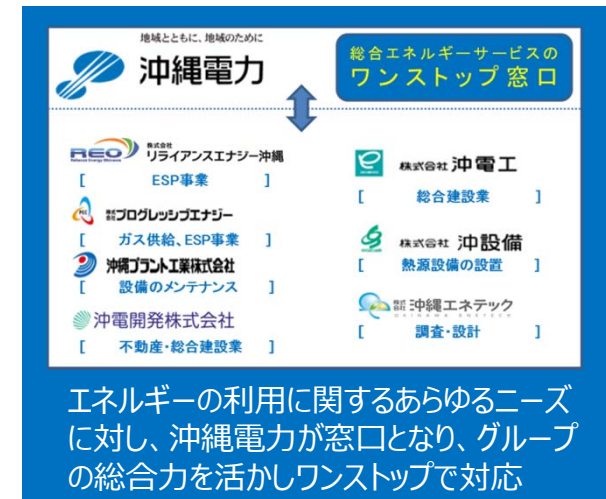 地域とともに、地域のために
沖縄電力
総合エネルギーサービスの
ワンストップ窓口
REO 株式会社 リライアンスエナジー沖縄
[ ESP事業 ]
株式会社 プログレッシブエナジー
[ ガス供給、ESP事業 ]
沖縄プラント工業株式会社
[ 設備のメンテナンス ]
沖電開発株式会社
[ 不動産・総合建設業 ]
株式会社 沖電工
[ 総合建設業 ]
株式会社 沖設備
[ 熱源設備の設置 ]
株式会社 沖縄エネテック
OKINAWA ENETECH
[ 調査・設計 ]
エネルギーの利用に関するあらゆるニーズ
に対し、沖縄電力が窓口となり、グループ
の総合力を活かしワンストップで対応